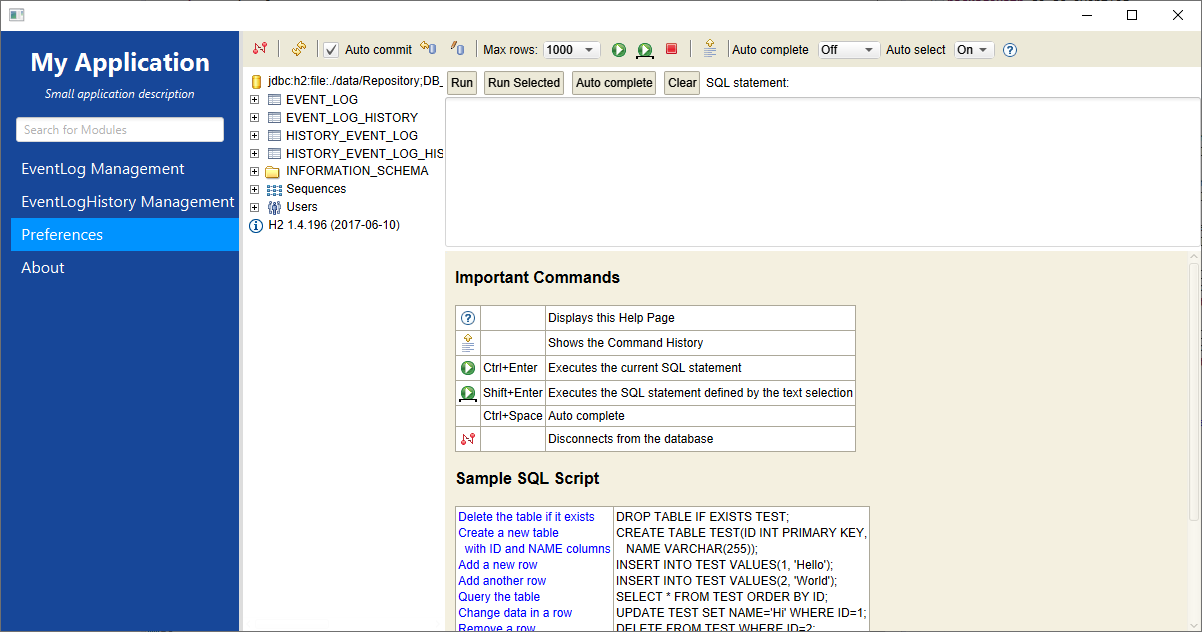 My Application
Small application description
Search for Modules
EventLog Management
EventLogHistory Management
Preferences
About
Auto commit Max rows: 1000 Auto complete Off Auto select On
jdbc:h2:file:./data/Repository;DB_
EVENT_LOG
EVENT_LOG_HISTORY
HISTORY_EVENT_LOG
HISTORY_EVENT_LOG_HIS
INFORMATION_SCHEMA
Sequences
Users
H2 1.4.196 (2017-06-10)
Run Run Selected Auto complete Clear SQL statement:
Important Commands
Displays this Help Page
Shows the Command History
Ctrl+Enter Executes the current SQL statement
Shift+Enter Executes the SQL statement defined by the text selection
Ctrl+Space Auto complete
Disconnects from the database
Sample SQL Script
Delete the table if it exists DROP TABLE IF EXISTS TEST;
Create a new table CREATE TABLE TEST(ID INT PRIMARY KEY,
with ID and NAME columns NAME VARCHAR(255));
Add a new row INSERT INTO TEST VALUES(1, 'Hello');
Add another row INSERT INTO TEST VALUES(2, 'World');
Query the table SELECT * FROM TEST ORDER BY ID;
Change data in a row UPDATE TEST SET NAME='Hi' WHERE ID=1;
Remove a row DELETE FROM TEST WHERE ID=2;